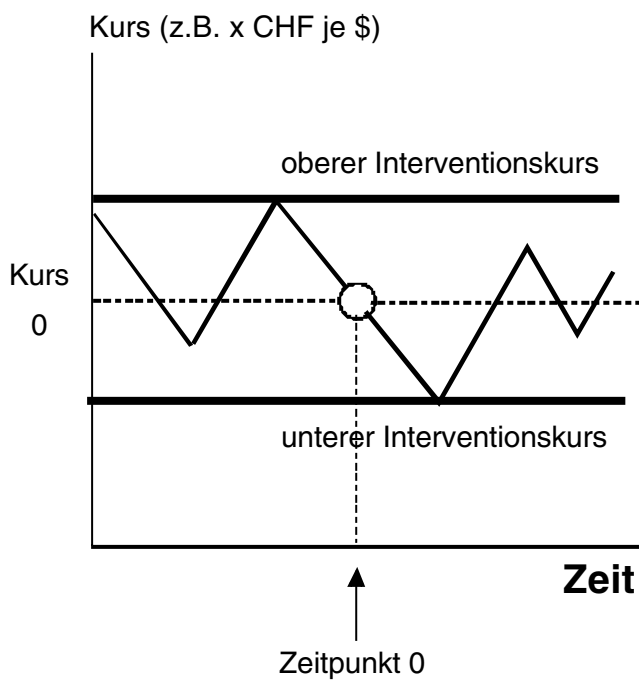 Kurs (z.B. x CHF je $)
oberer Interventionskurs
Kurs
0
unterer Interventionskurs
Zeit
Zeitpunkt 0